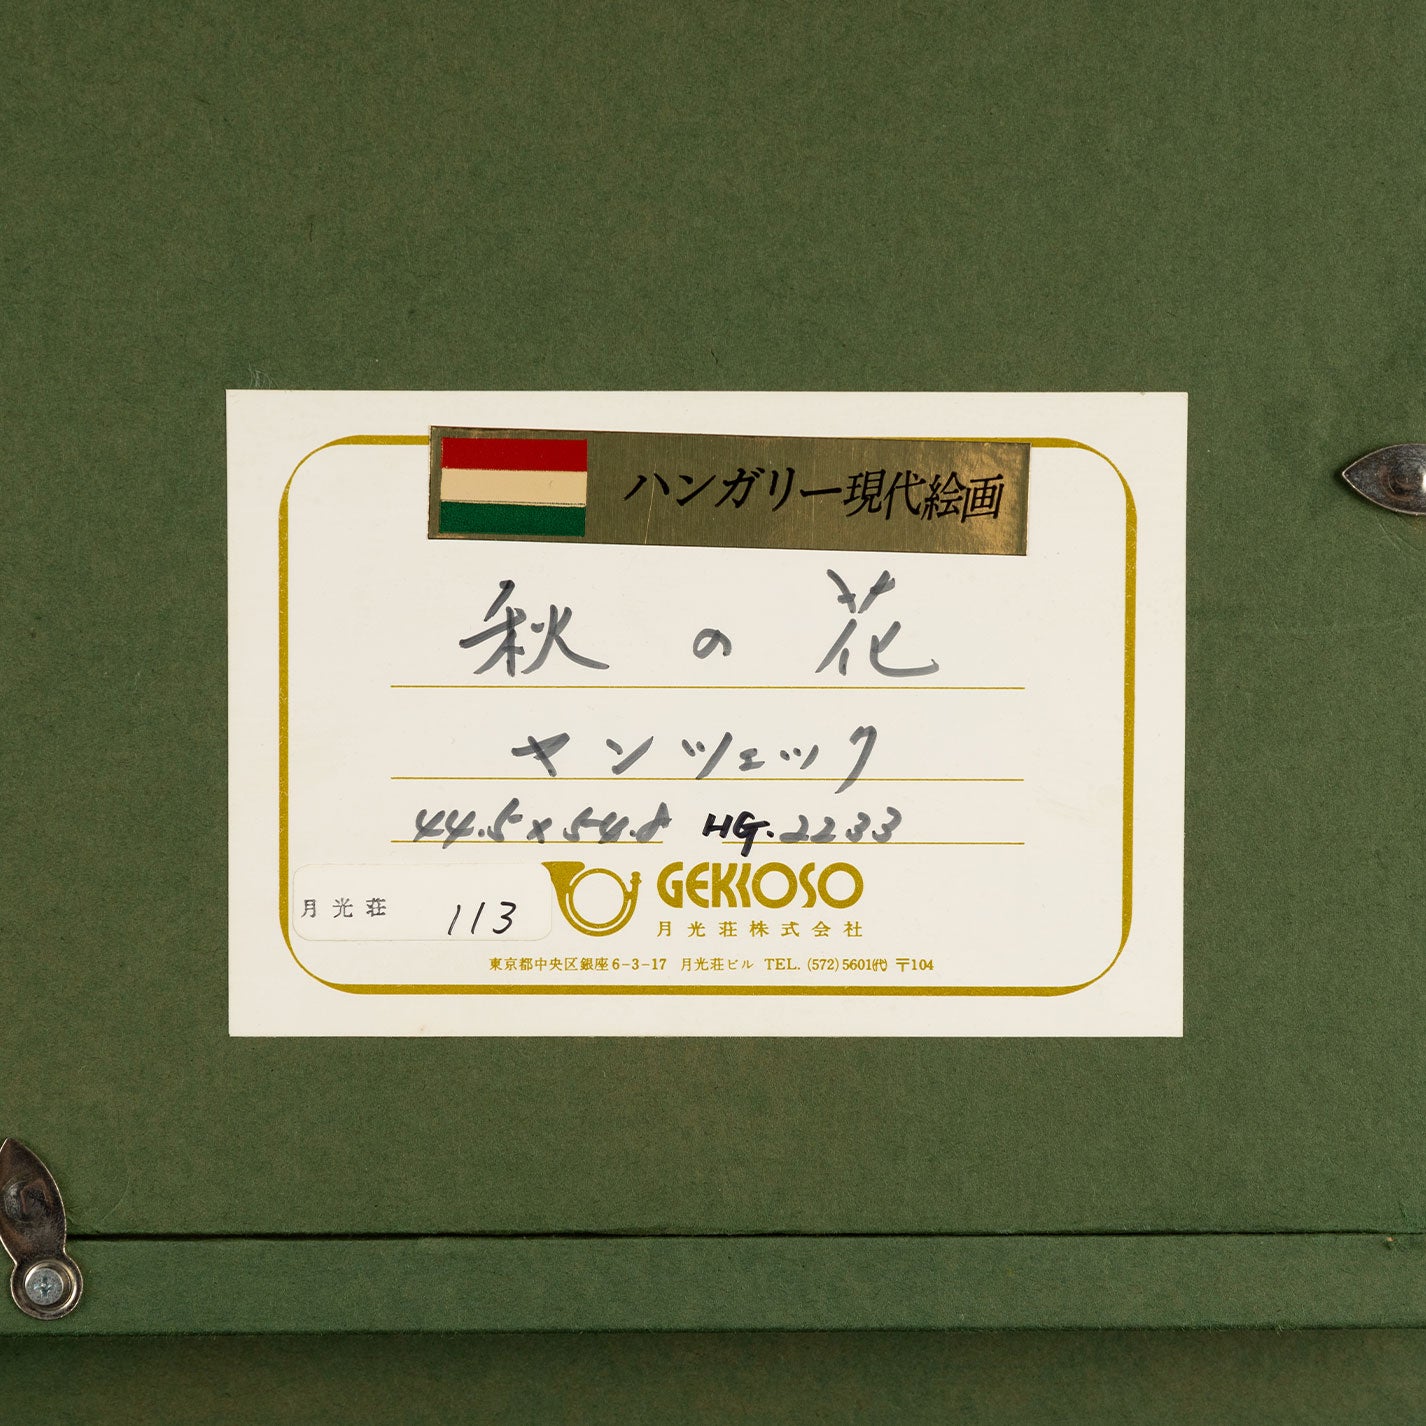 ハンガリー現代絵画
秋の花
ヤンツェック
44.5×54.8 HG.2233
月光荘 113
GEKKOSO
月光荘株式会社
東京都中央区銀座6-3-17 月光荘ビル TEL. (572)5601(代) 〒104